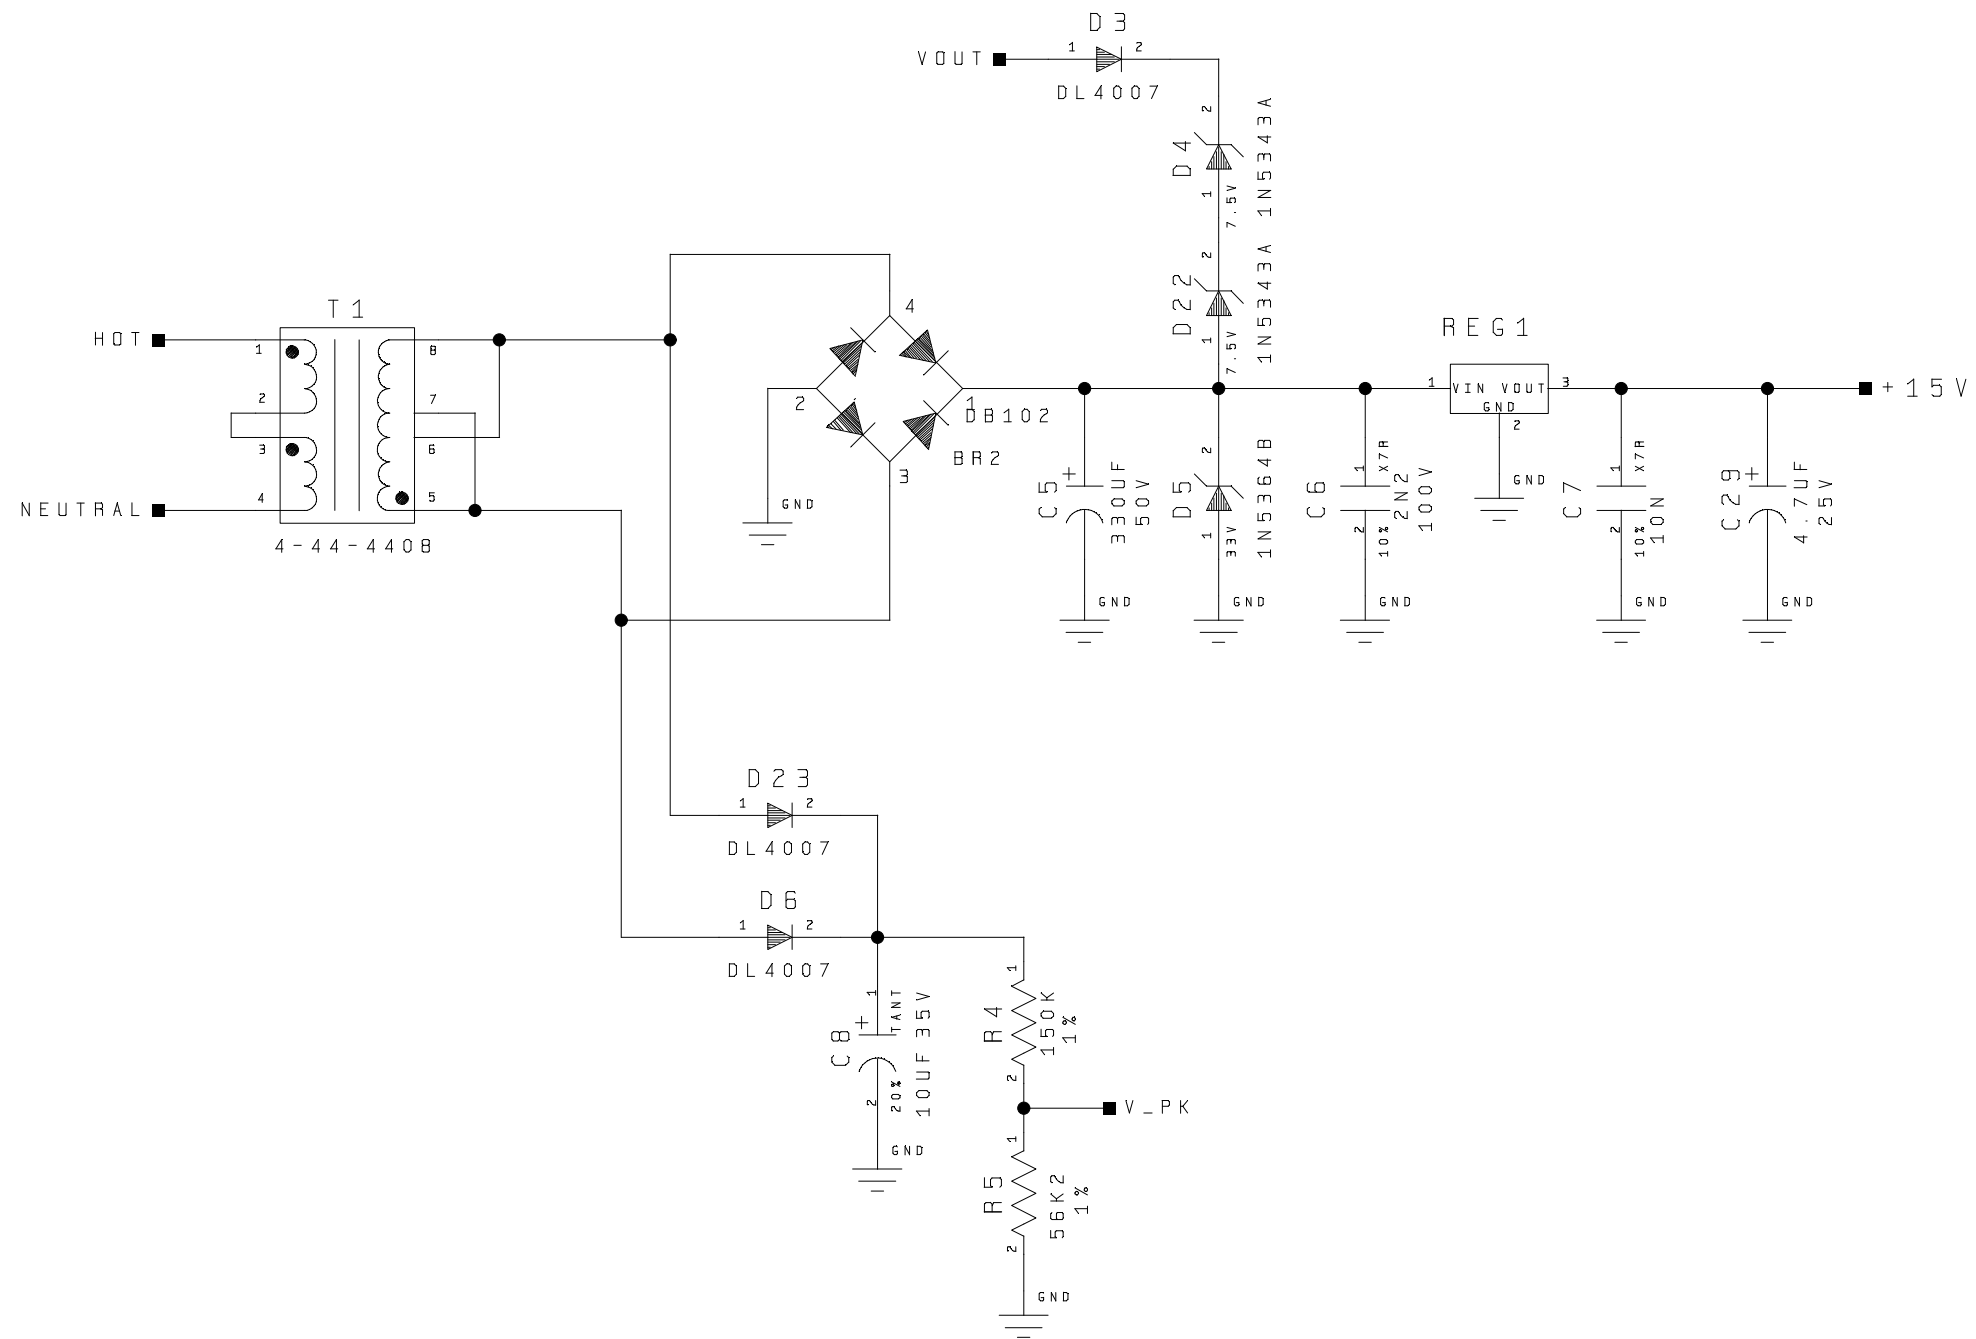 D3
VOUT
1
2
DL4007
2
D4
1
7.5V
1N5343A
2
D22
1
7.5V
1N5343A
T1
HOT
1
8
2
7
3
6
4
5
NEUTRAL
4-44-4408
4
2
1
DB102
3
BR2
GND
REG1
1
VIN VOUT
GND
3
2
GND
+15V
+
C5
330UF
50V
GND
2
D5
1
33V
1N5364B
GND
1
X7R
C6
2N2
100V
2
10%
GND
1
X7R
C7
10N
2
10%
GND
+
C29
4.7UF
25V
GND
D23
1
2
DL4007
D6
1
2
DL4007
1
TANT
+
C8
10UF 35V
20%
2
GND
1
R4
150K
1%
2
V_PK
1
R5
56K2
1%
2
GND